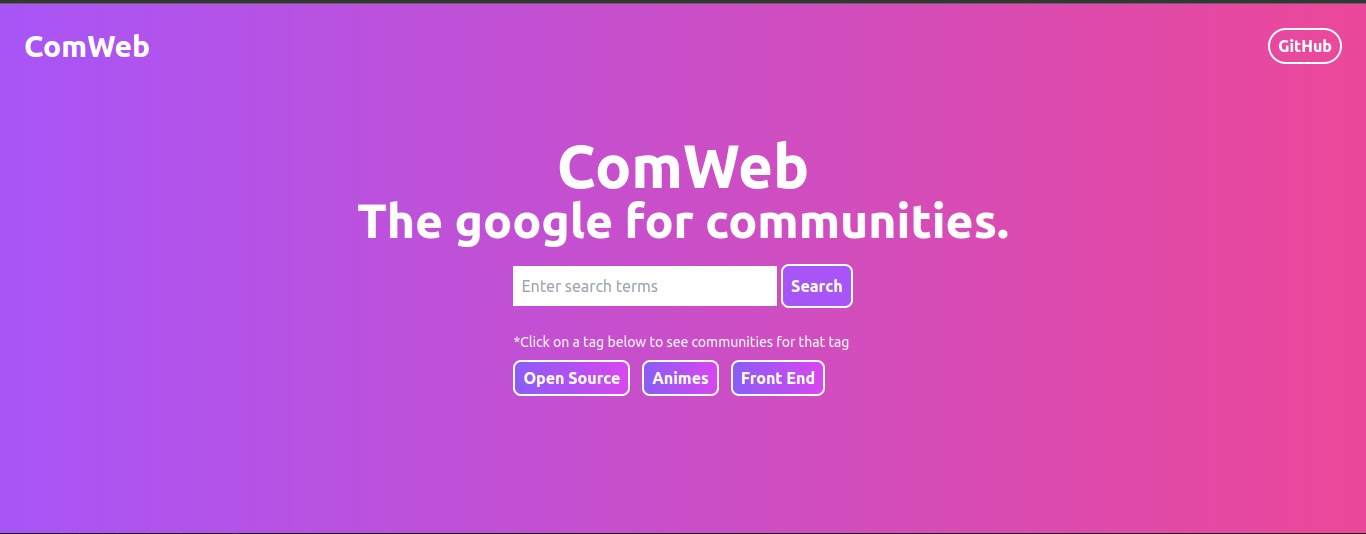 ComWeb
GitHub
ComWeb
The google for communities.
Enter search terms
Search
*Click on a tag below to see communities for that tag
Open Source
Animes
Front End